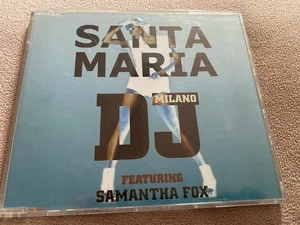 SANTA
MARIA
MILANO
DJ
FEATURING
SAMANTHA FOX